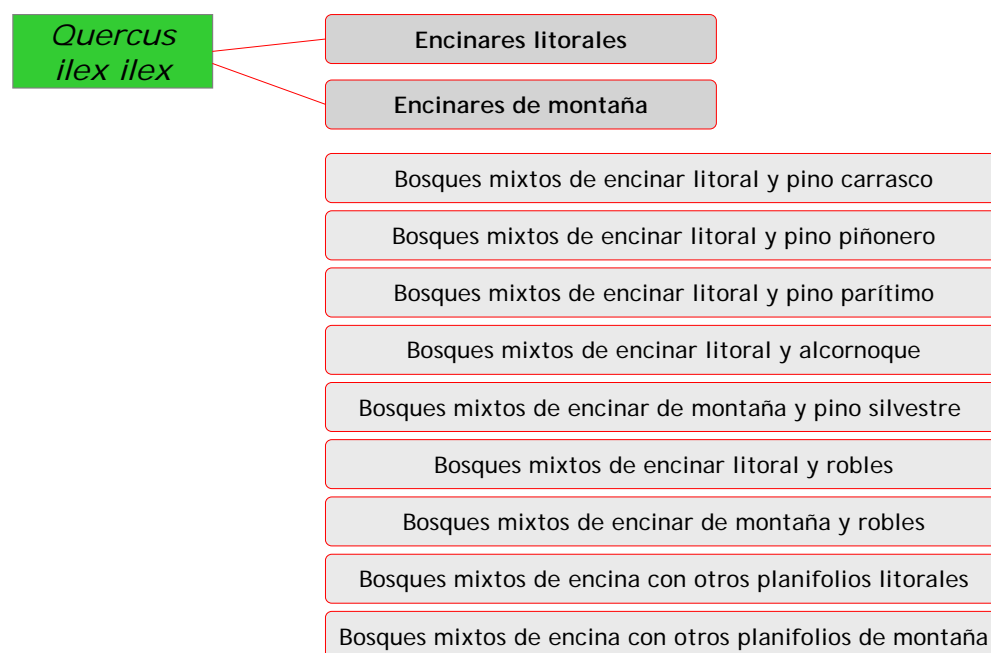 Quercus
ilex ilex
Encinares litorales
Encinares de montaña
Bosques mixtos de encinar litoral y pino carrasco
Bosques mixtos de encinar litoral y pino piñonero
Bosques mixtos de encinar litoral y pino parítimo
Bosques mixtos de encinar litoral y alcornoque
Bosques mixtos de encinar de montaña y pino silvestre
Bosques mixtos de encinar litoral y robles
Bosques mixtos de encinar de montaña y robles
Bosques mixtos de encina con otros planifolios litorales
Bosques mixtos de encina con otros planifolios de montaña